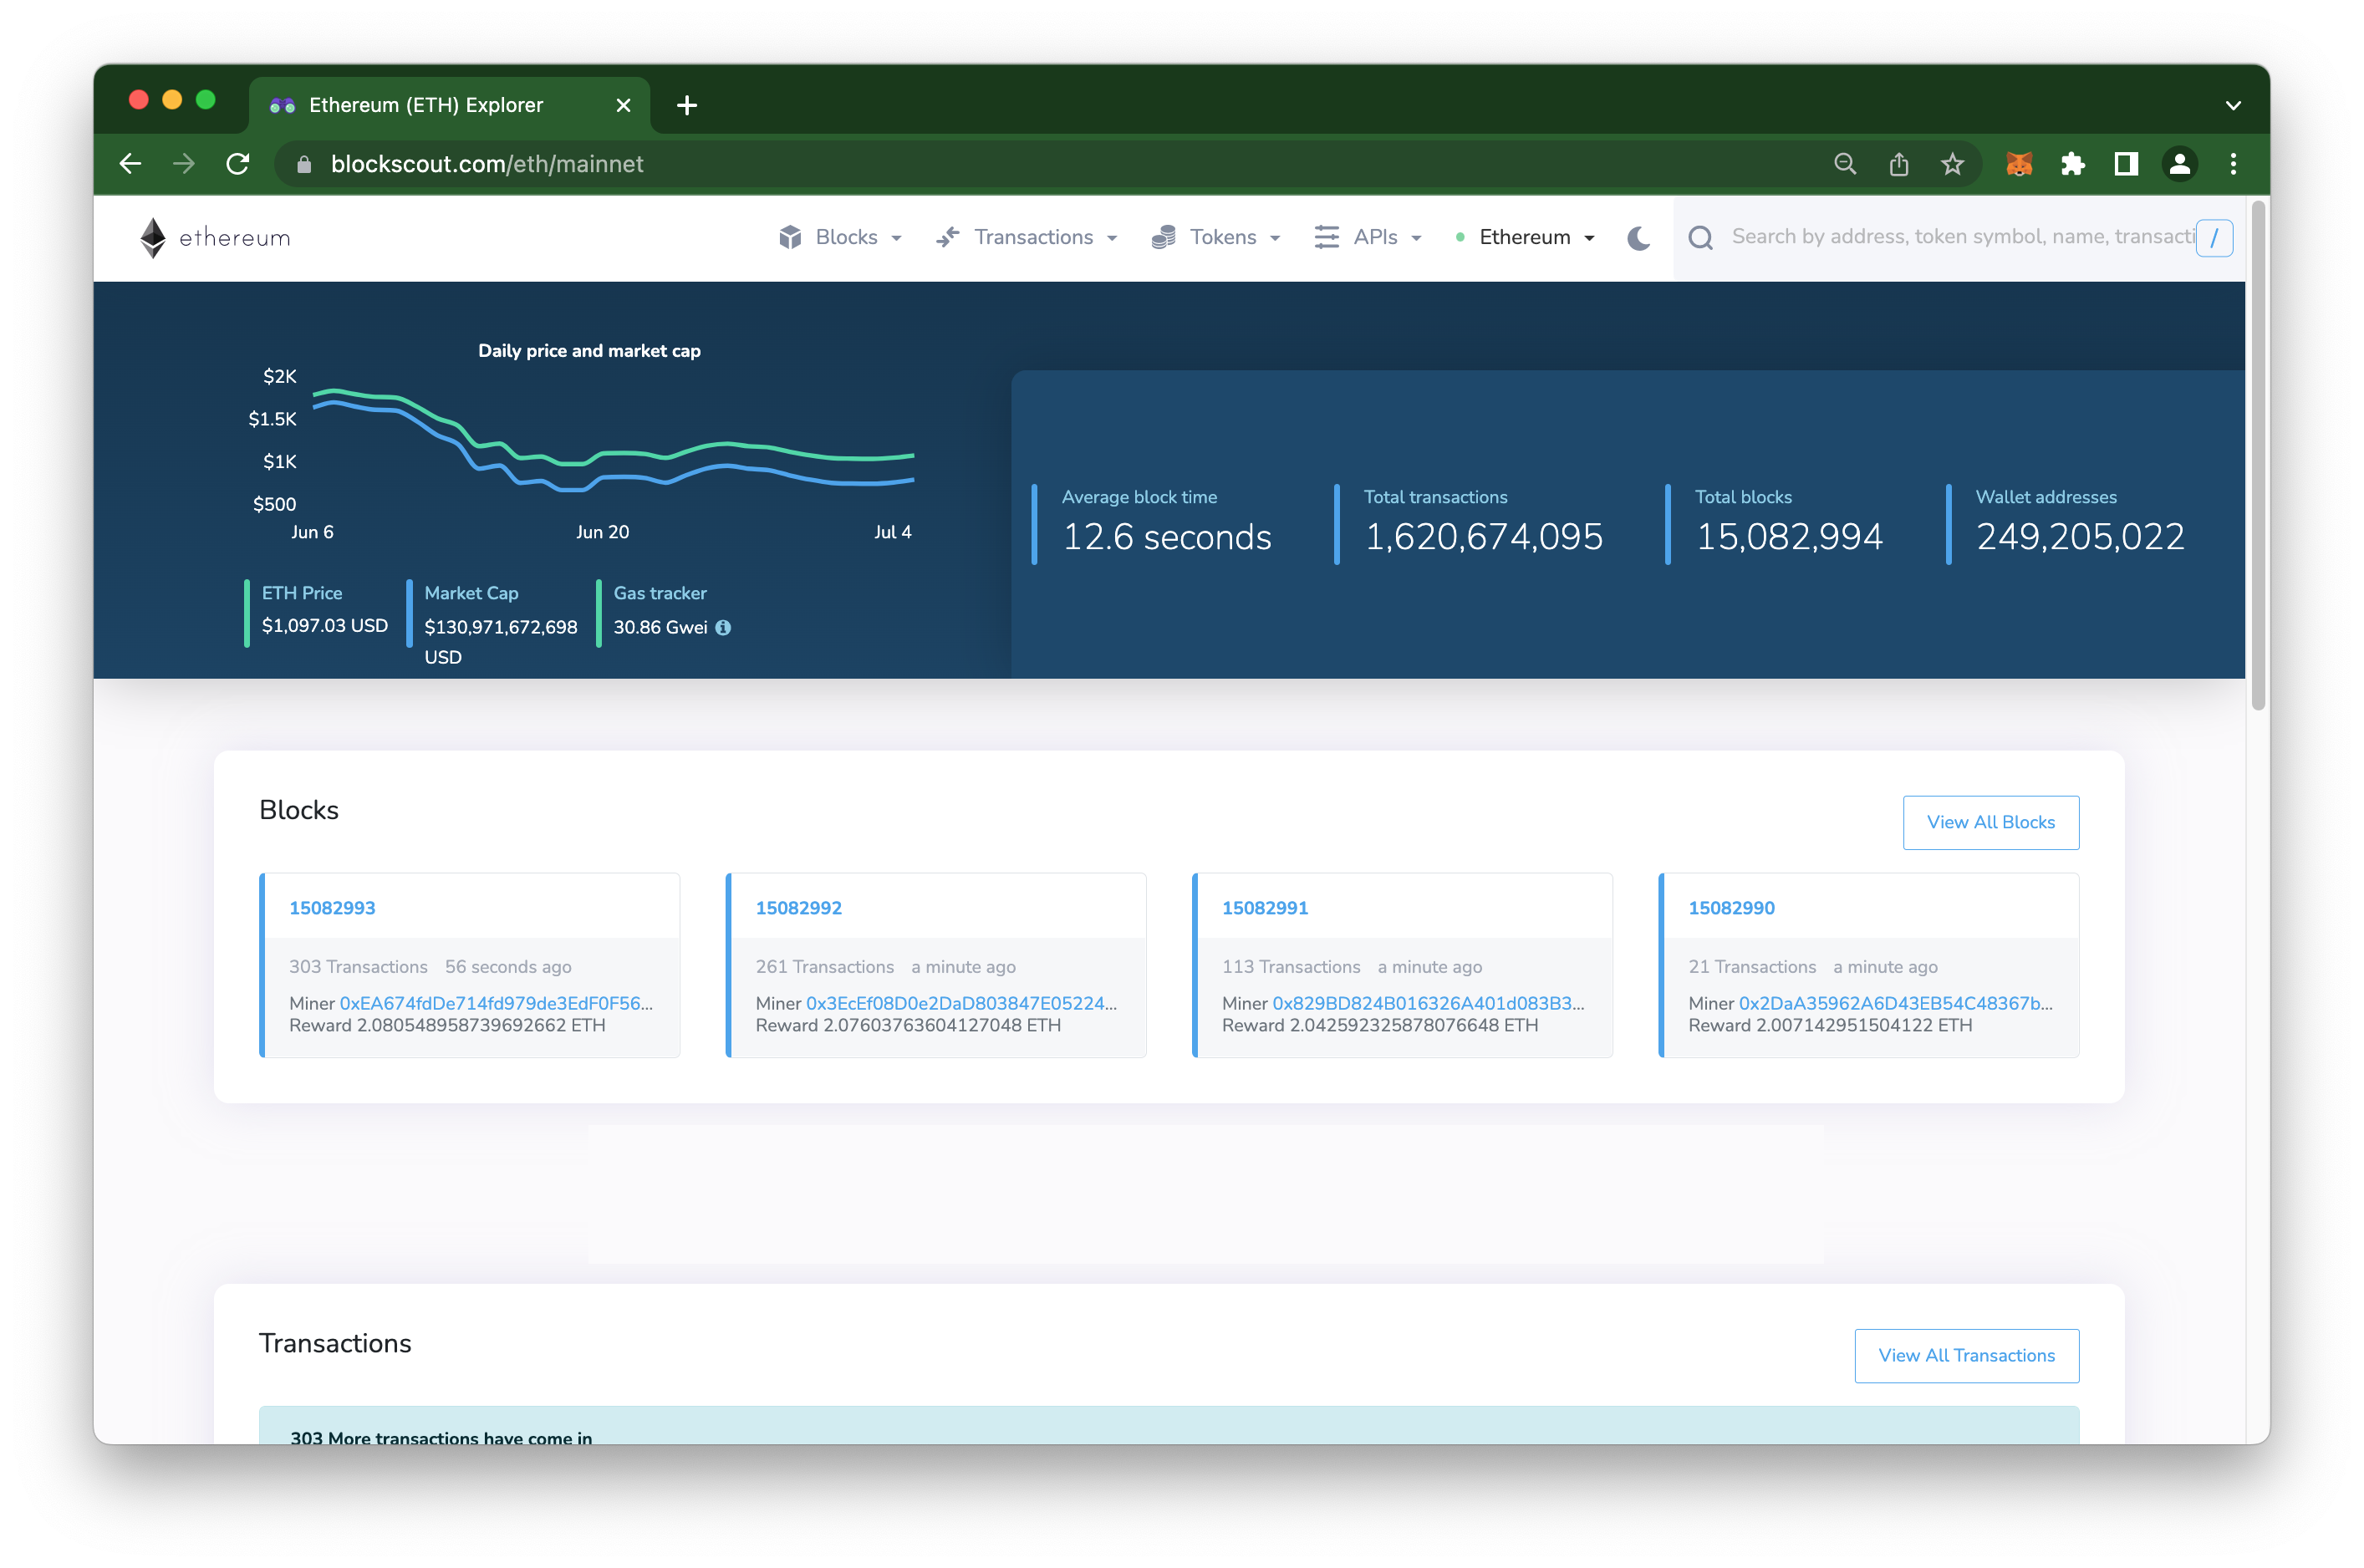 Ethereum (ETH) Explorer
blockscout.com/eth/mainnet
ethereum
Blocks
Transactions
Tokens
APIs
Ethereum
Search by address, token symbol, name, transacti
/
Daily price and market cap
$2K
$1.5K
$1K
$500
Jun 6
Jun 20
Jul 4
ETH Price
$1,097.03 USD
Market Cap
$130,971,672,698
USD
Gas tracker
30.86 Gwei
Average block time
12.6 seconds
Total transactions
1,620,674,095
Total blocks
15,082,994
Wallet addresses
249,205,022
Blocks
View All Blocks
15082993
303 Transactions 56 seconds ago
Miner 0xEA674fdDe714fd979de3EdF0F56...
Reward 2.080548958739692662 ETH
15082992
261 Transactions a minute ago
Miner 0x3EcEf08D0e2DaD803847E05224...
Reward 2.07603763604127048 ETH
15082991
113 Transactions a minute ago
Miner 0x829BD824B016326A401d083B3...
Reward 2.042592325878076648 ETH
15082990
21 Transactions a minute ago
Miner 0x2DaA35962A6D43EB54C48367b...
Reward 2.007142951504122 ETH
Transactions
View All Transactions
303 More transactions have come in